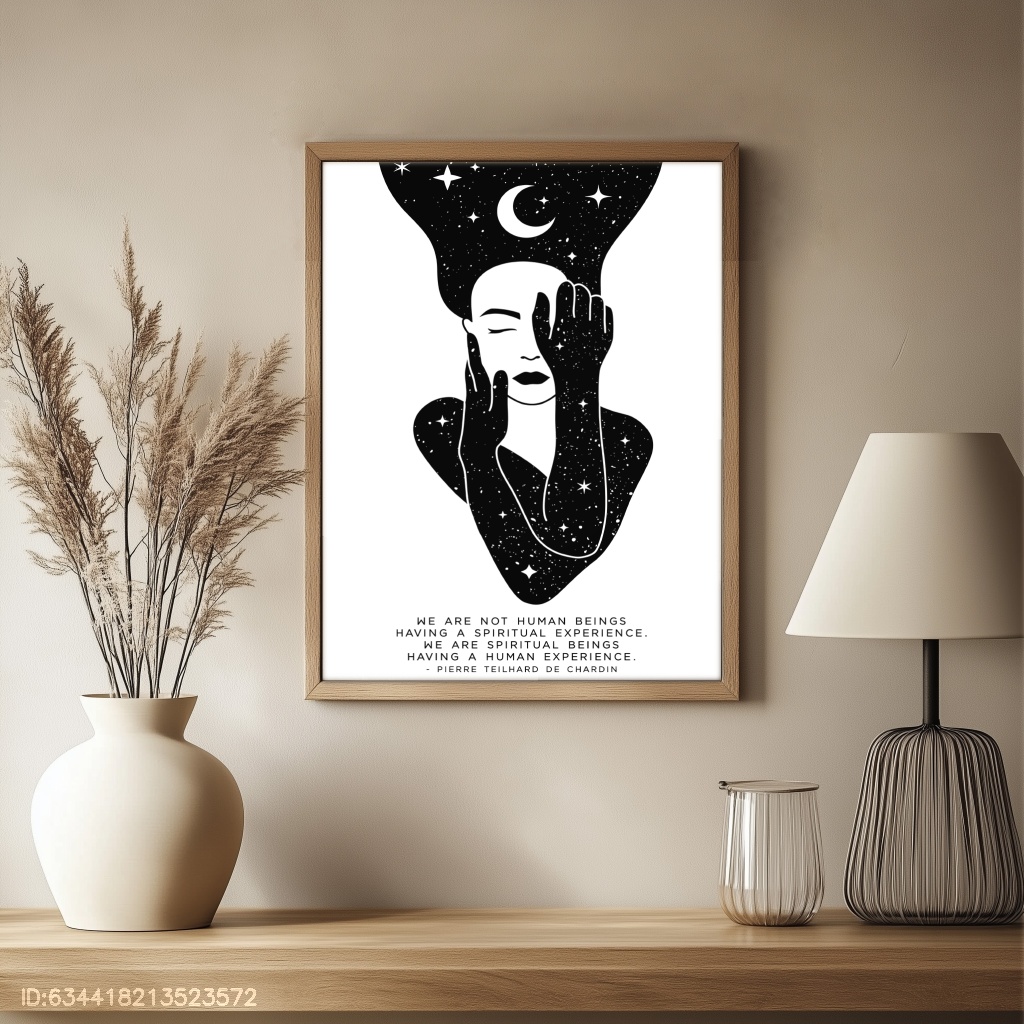 WE ARE NOT HUMAN BEINGS
HAVING A SPIRITUAL EXPERIENCE.
WE ARE SPIRITUAL BEINGS
HAVING A HUMAN EXPERIENCE.
- PIERRE TEILHARD DE CHARDIN
ID:634418213523572